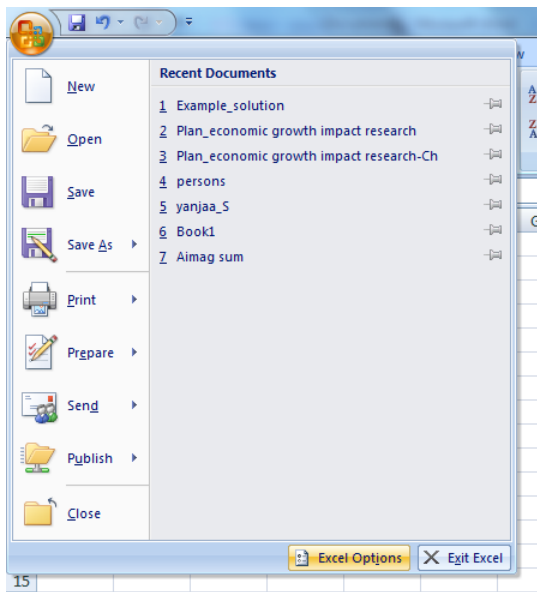 New
Open
Save
Save As
Print
Prepare
Send
Publish
Close
Recent Documents
1 Example_solution
2 Plan_economic growth impact research
3 Plan_economic growth impact research-Ch
4 persons
5 yanjaa_S
6 Book1
7 Aimag sum
Excel Options
Exit Excel
15